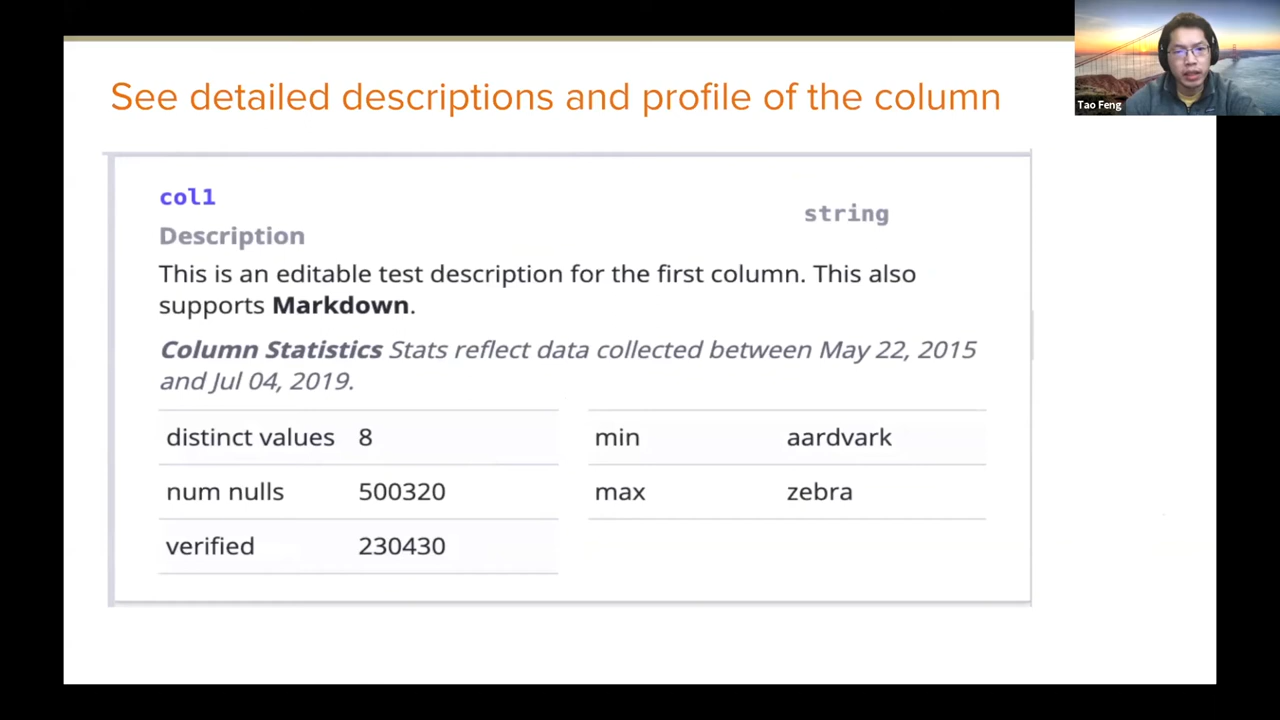 See detailed descriptions and profile of the column
Tao Feng
col1
string
Description
This is an editable test description for the first column. This also
supports Markdown.
Column Statistics Stats reflect data collected between May 22, 2015
and Jul 04, 2019.
distinct values 8
min aardvark
num nulls 500320
max zebra
verified 230430